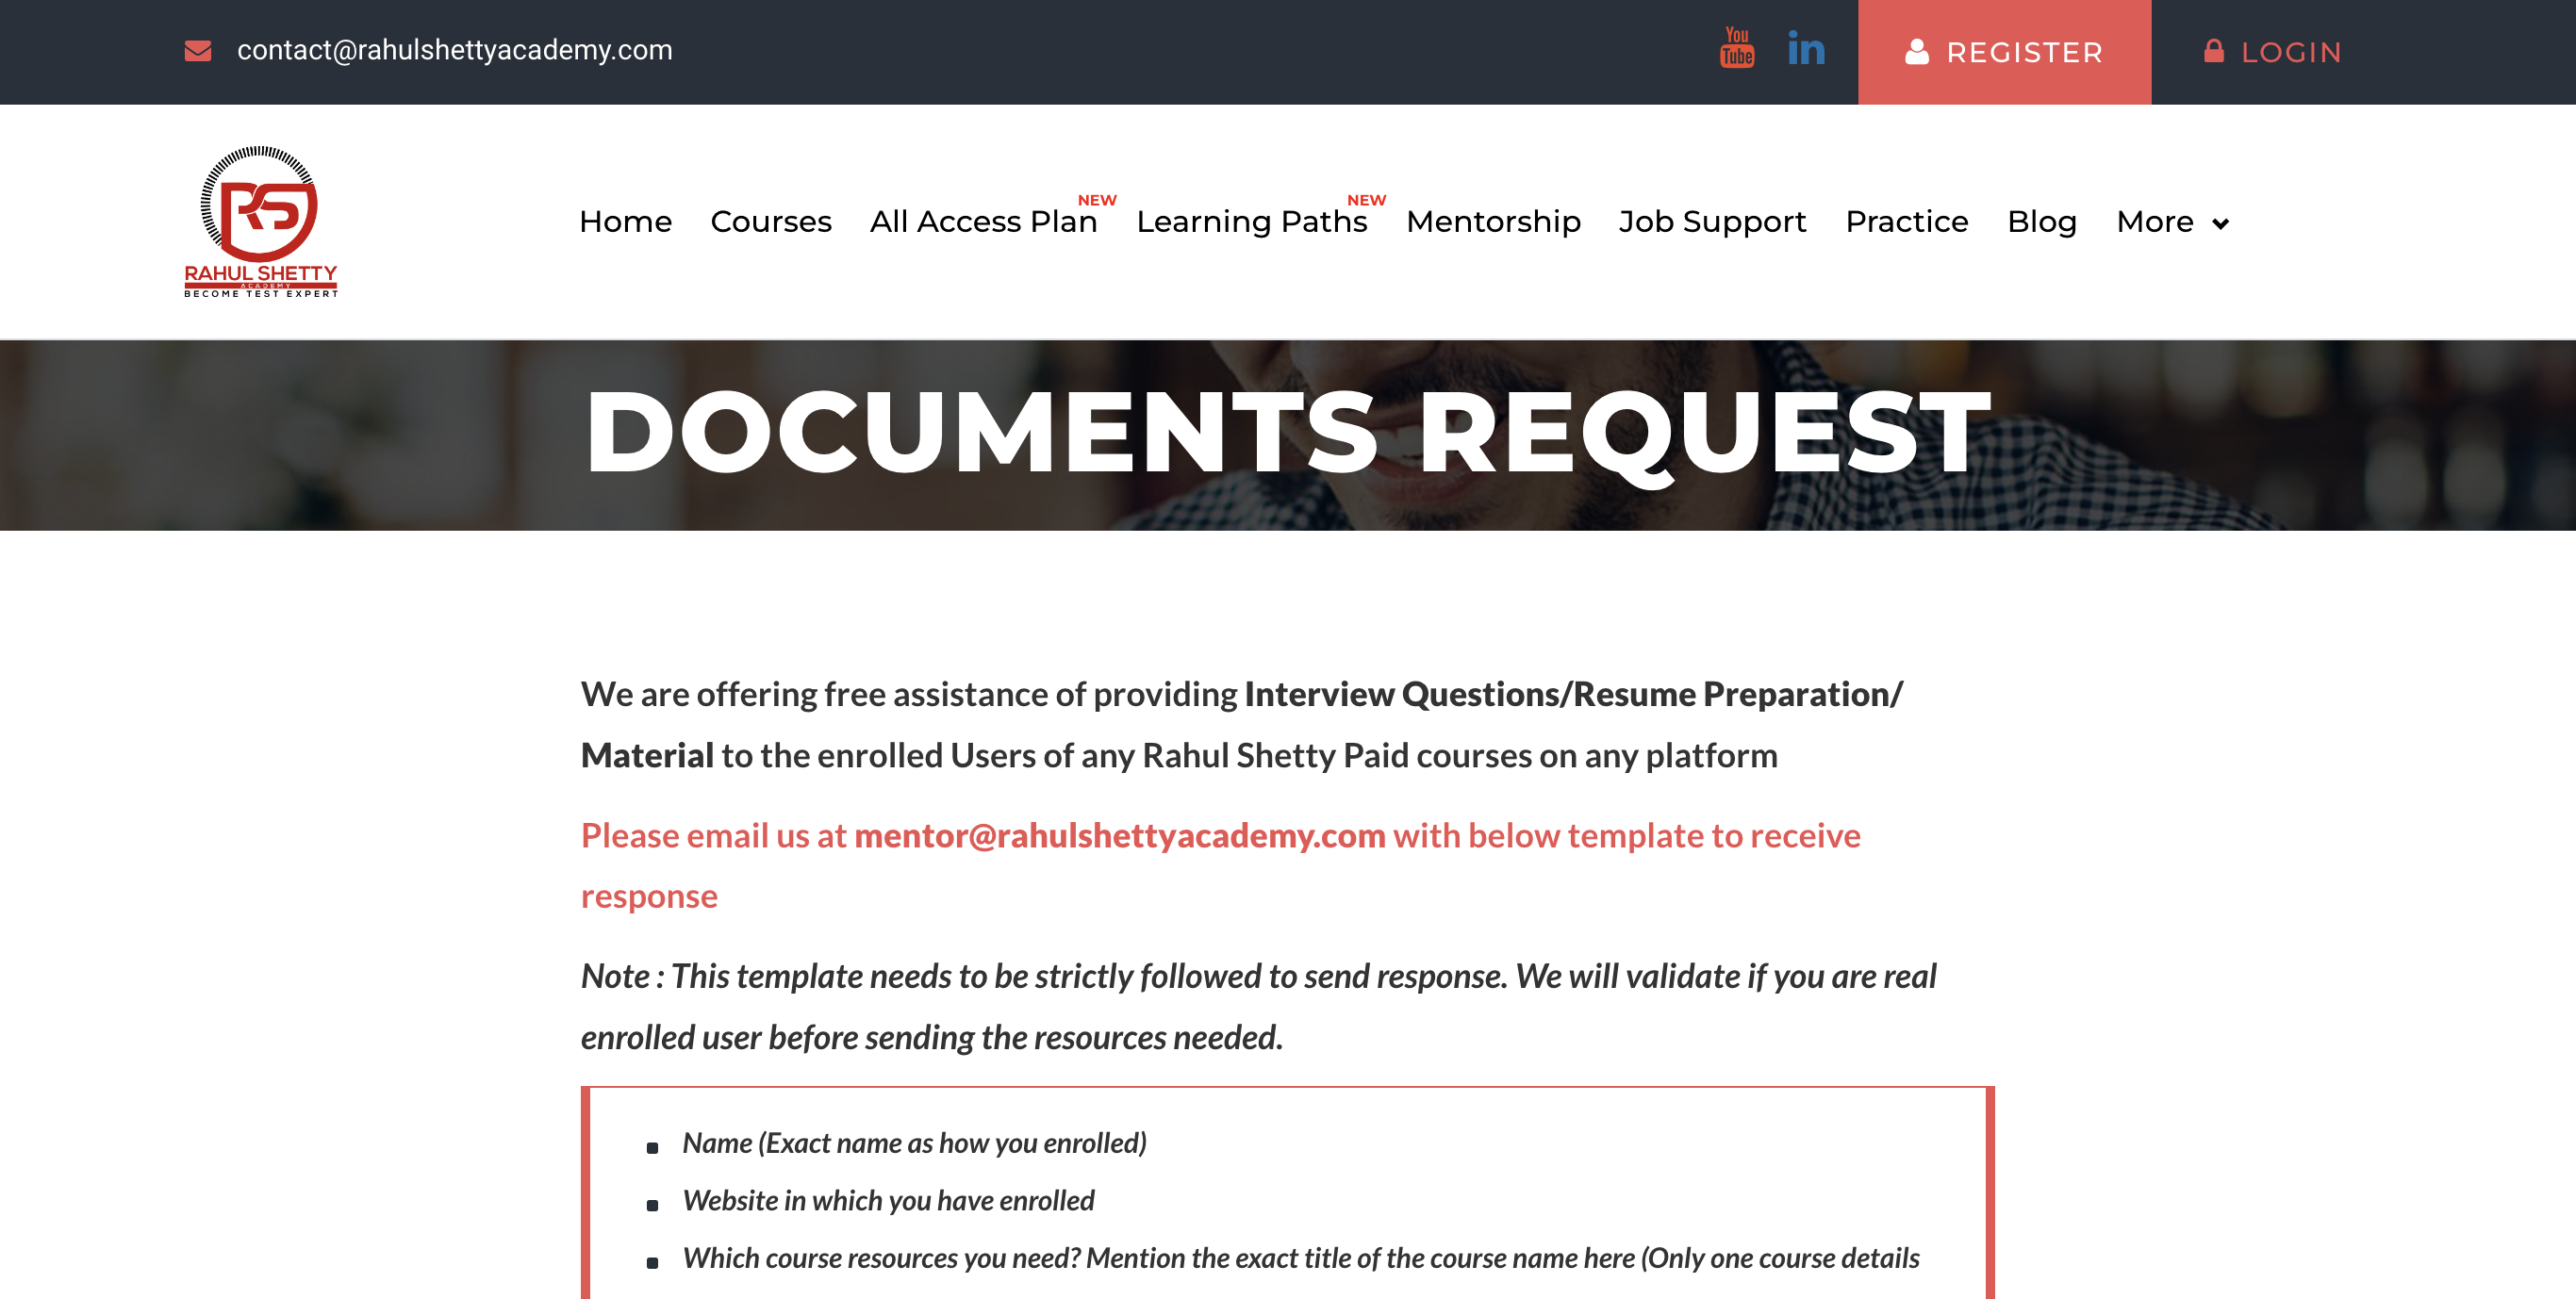 contact@rahulshettyacademy.com
You
Tube
in
REGISTER
LOGIN
RS
RAHUL SHETTY
ACADEMY
BECOME TEST EXPERT
Home Courses All Access Plan NEW Learning Paths NEW Mentorship Job Support Practice Blog More
DOCUMENTS REQUEST
We are offering free assistance of providing Interview Questions/Resume Preparation/
Material to the enrolled Users of any Rahul Shetty Paid courses on any platform
Please email us at mentor@rahulshettyacademy.com with below template to receive
response
Note : This template needs to be strictly followed to send response. We will validate if you are real
enrolled user before sending the resources needed.
Name (Exact name as how you enrolled)
Website in which you have enrolled
Which course resources you need? Mention the exact title of the course name here (Only one course details